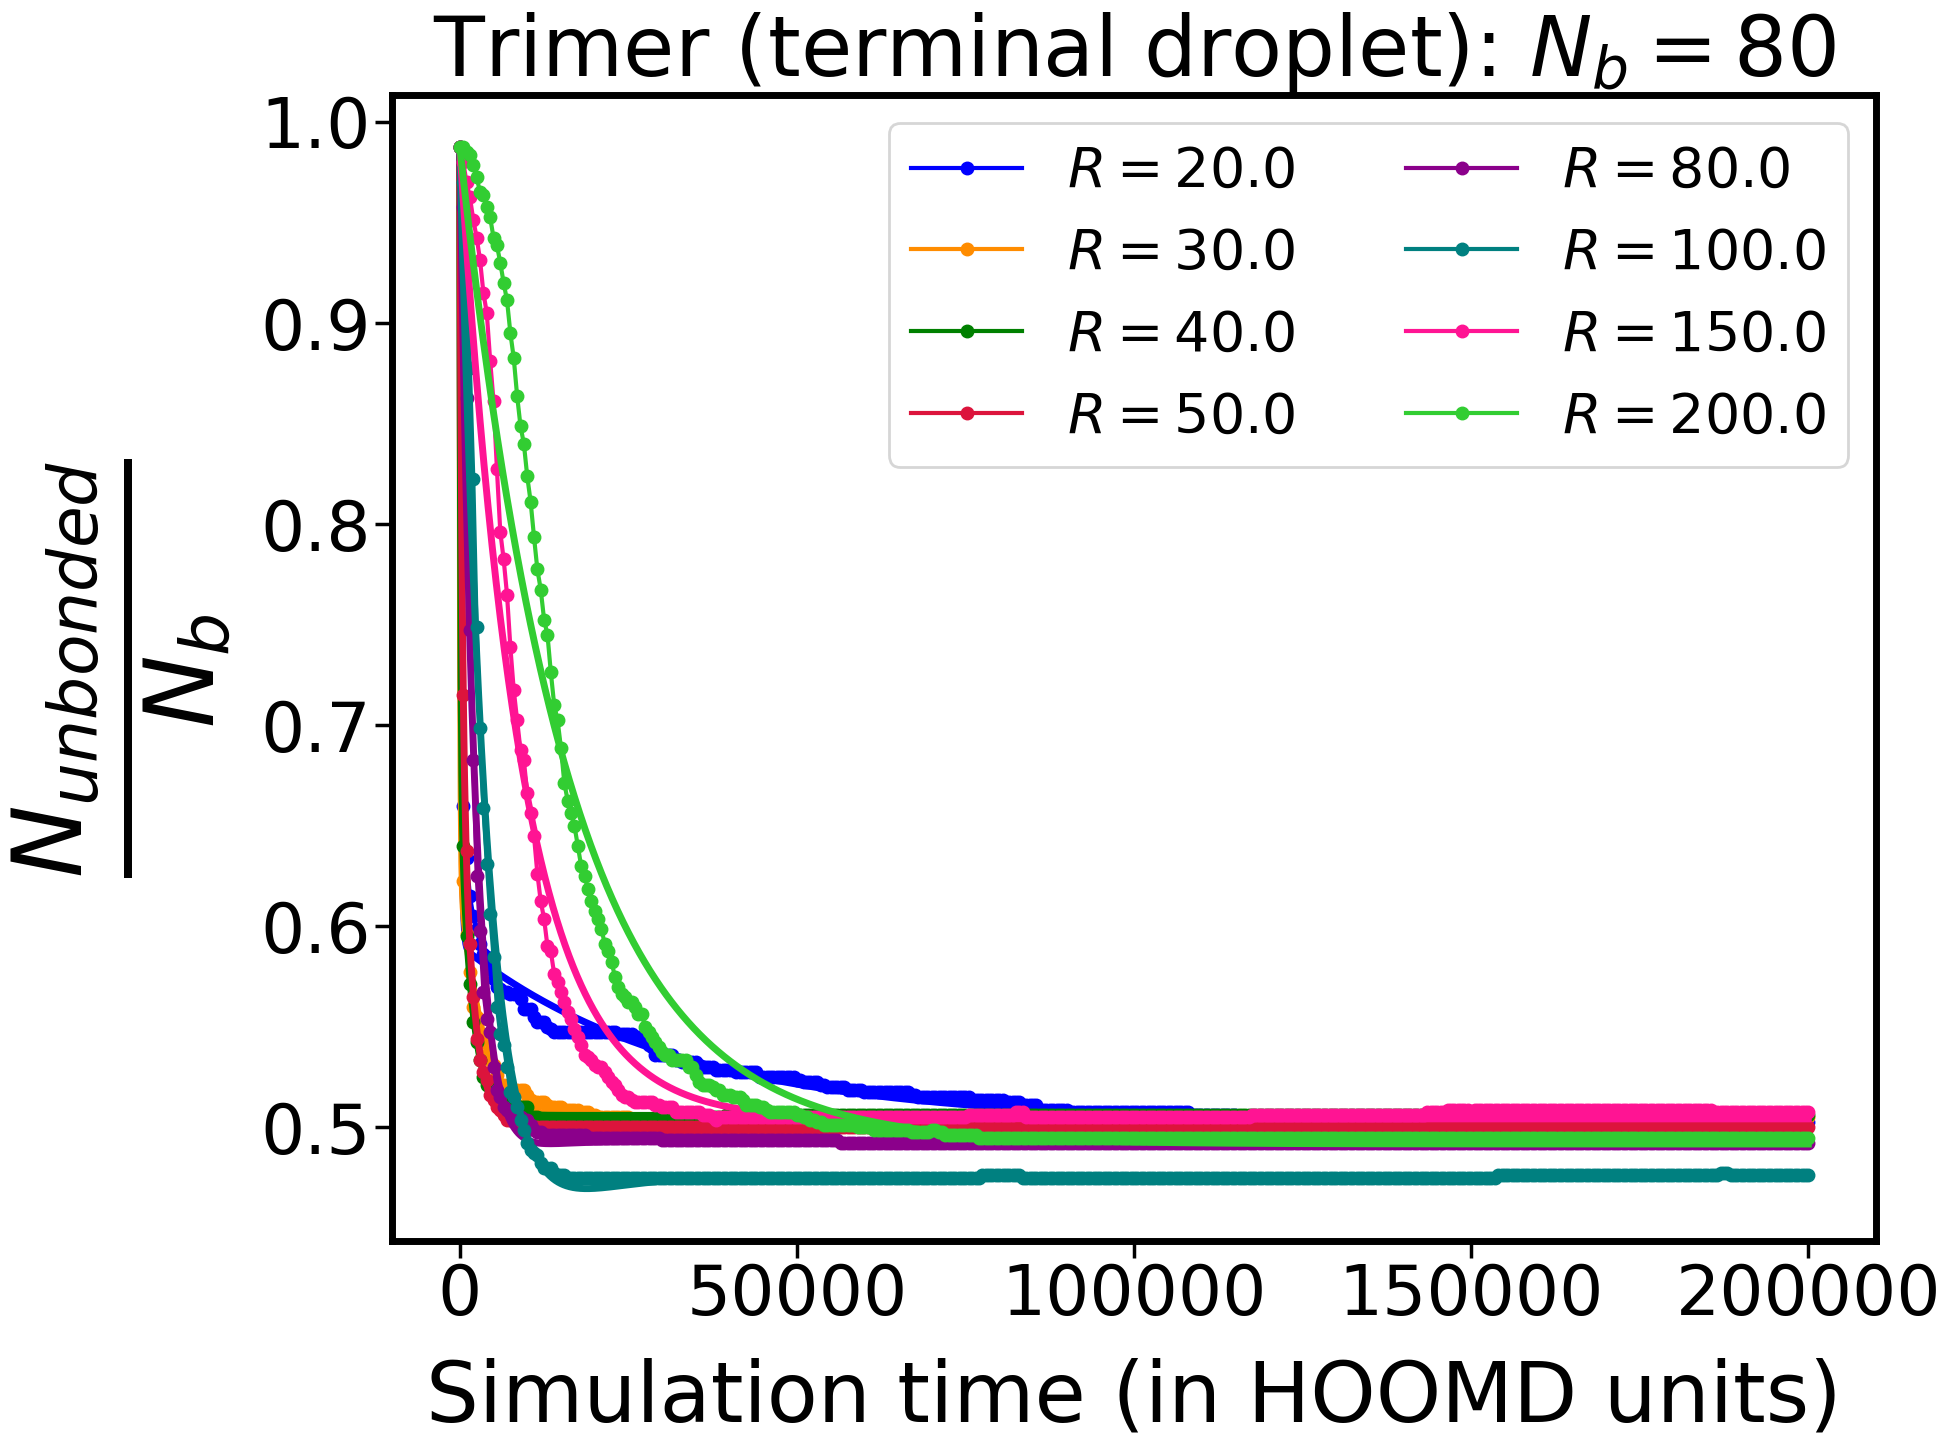 Trimer (terminal droplet): N_b = 80
N_unbonded
N_b
1.0
0.9
0.8
0.7
0.6
0.5
R = 20.0
R = 30.0
R = 40.0
R = 50.0
R = 80.0
R = 100.0
R = 150.0
R = 200.0
0 50000 100000 150000 200000
Simulation time (in HOOMD units)